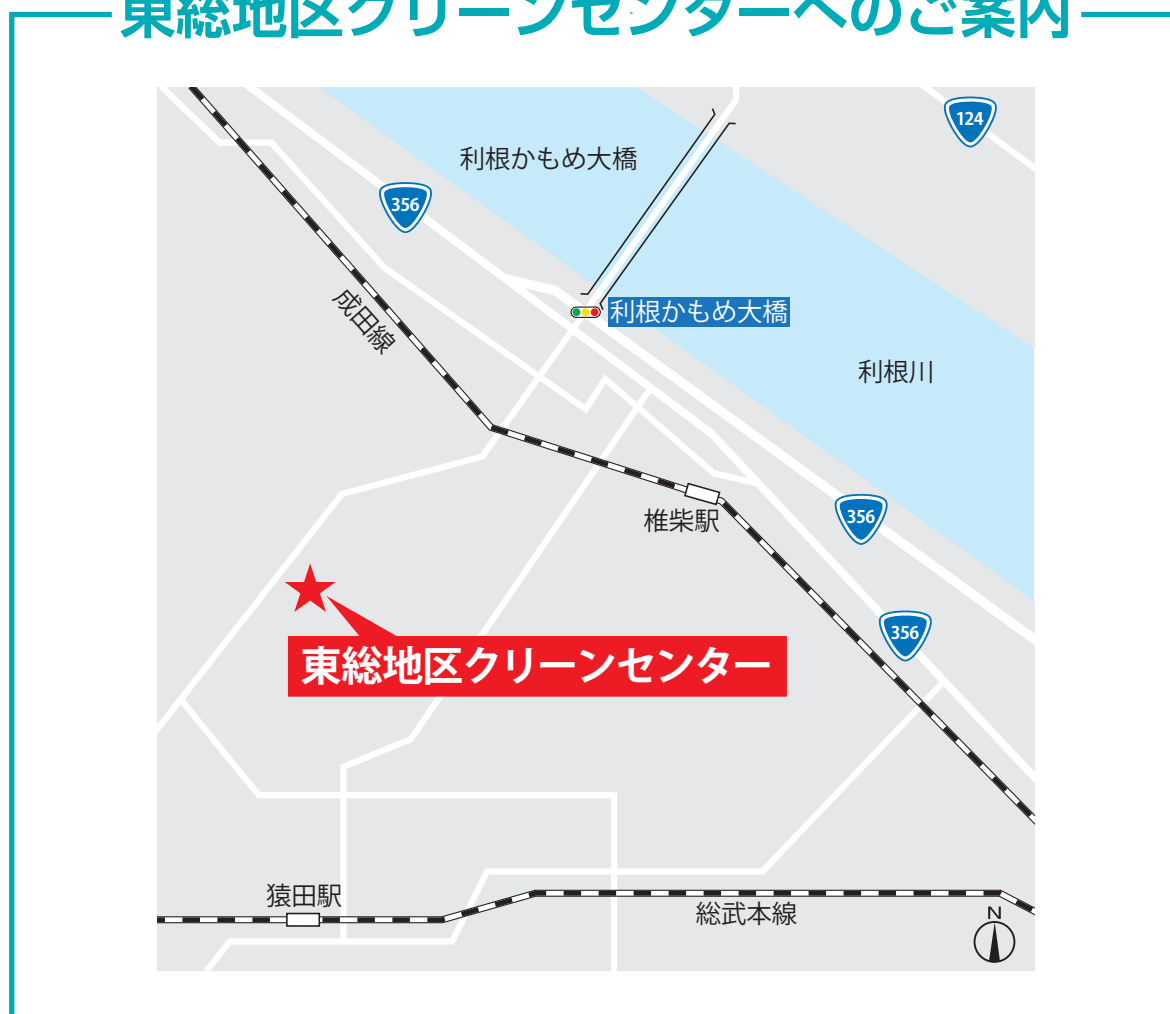 東総地区クリーンセンターへのご案内
124
利根かもめ大橋
356
利根かもめ大橋
成田線
利根川
椎柴駅
356
356
東総地区クリーンセンター
猿田駅
総武本線
N